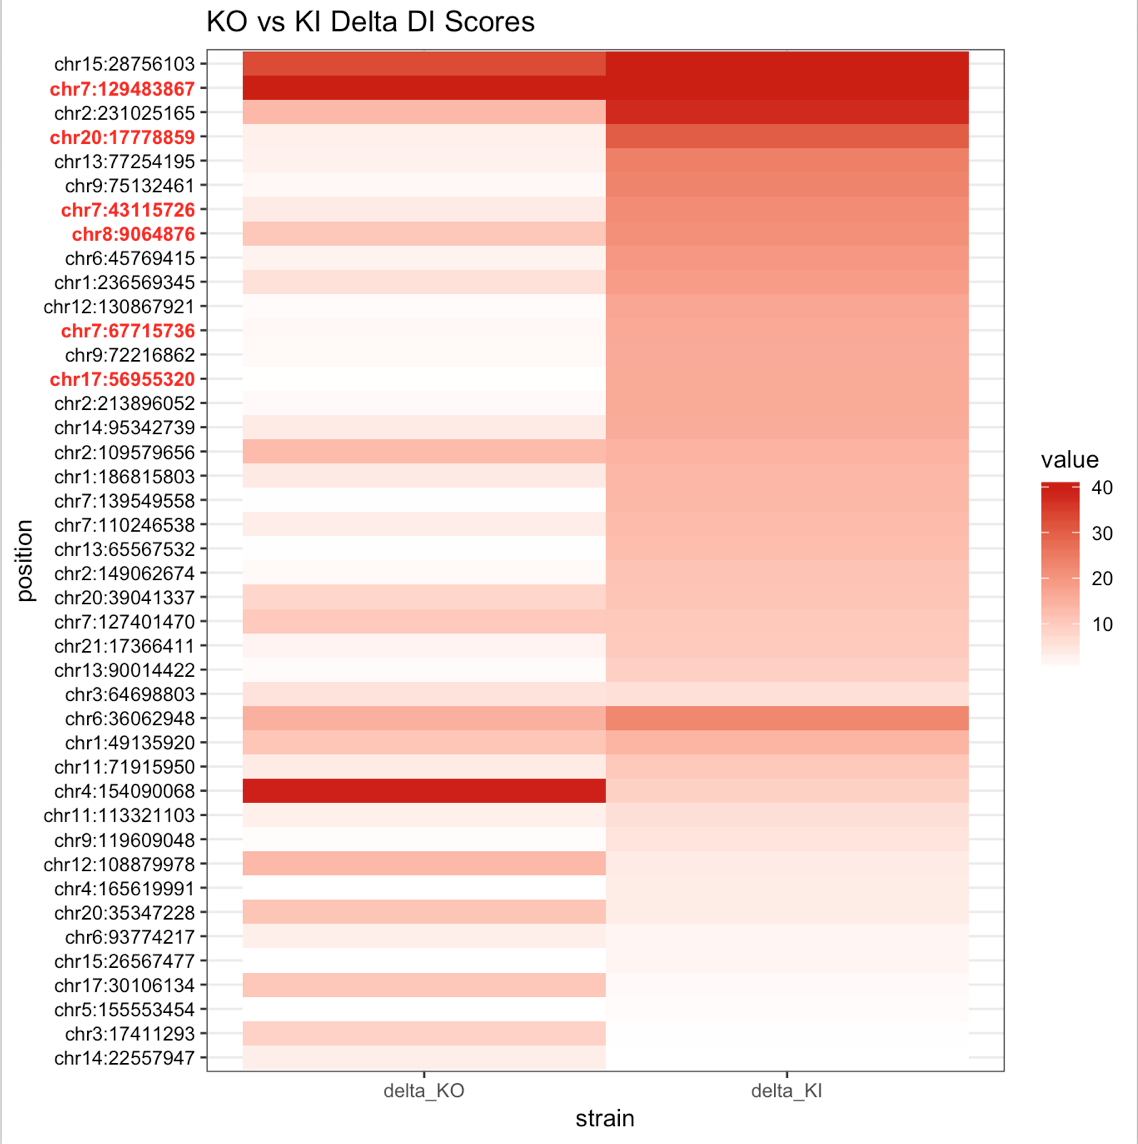 KO vs KI Delta DI Scores
chr15:28756103
chr7:129483867
chr2:231025165
chr20:17778859
chr13:77254195
chr9:75132461
chr7:43115726
chr8:9064876
chr6:45769415
chr1:236569345
chr12:130867921
chr7:67715736
chr9:72216862
chr17:56955320
chr2:213896052
chr14:95342739
chr2:109579656
chr1:186815803
chr7:139549558
chr7:110246538
chr13:65567532
chr2:149062674
chr20:39041337
chr7:127401470
chr21:17366411
chr13:90014422
chr3:64698803
chr6:36062948
chr1:49135920
chr11:71915950
chr4:154090068
chr11:113321103
chr9:119609048
chr12:108879978
chr4:165619991
chr20:35347228
chr6:93774217
chr15:26567477
chr17:30106134
chr5:155553454
chr3:17411293
chr14:22557947
position
delta_KO
delta_KI
strain
value
40
30
20
10